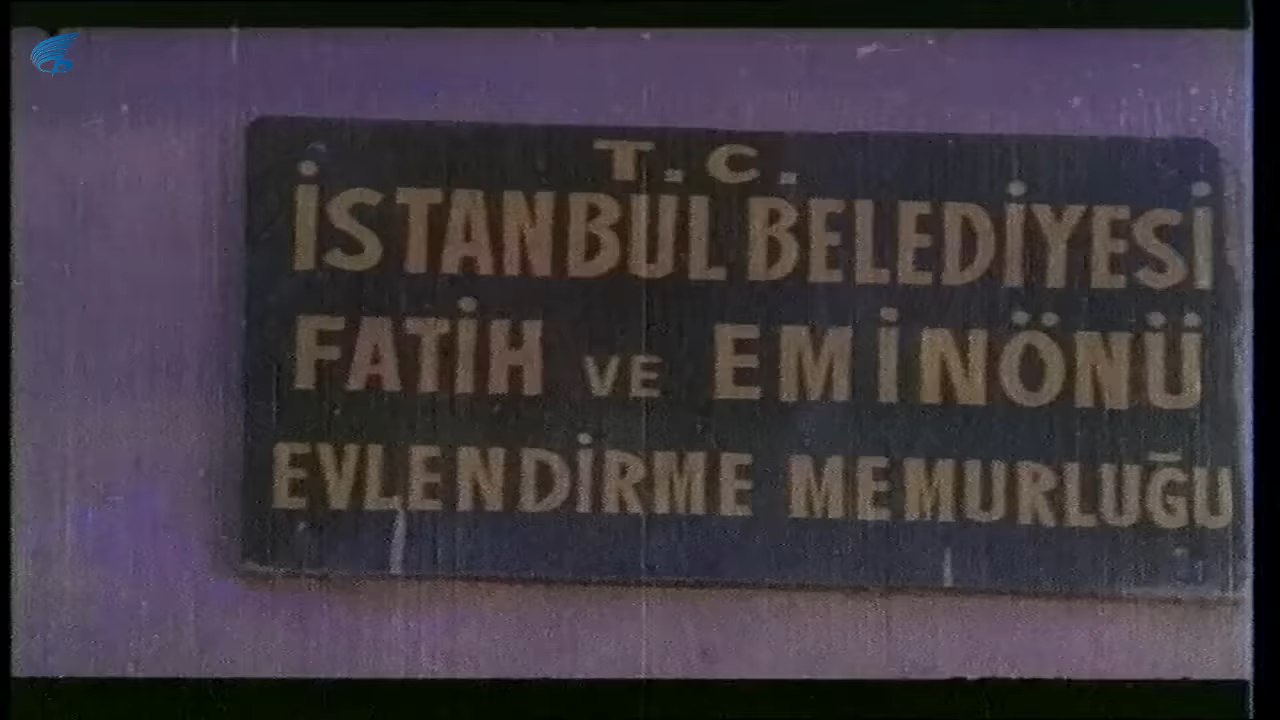 T.C.
İSTANBUL BELEDİYESİ
FATİH VE EMİNÖNÜ
EVLENDİRME MEMURLUĞU